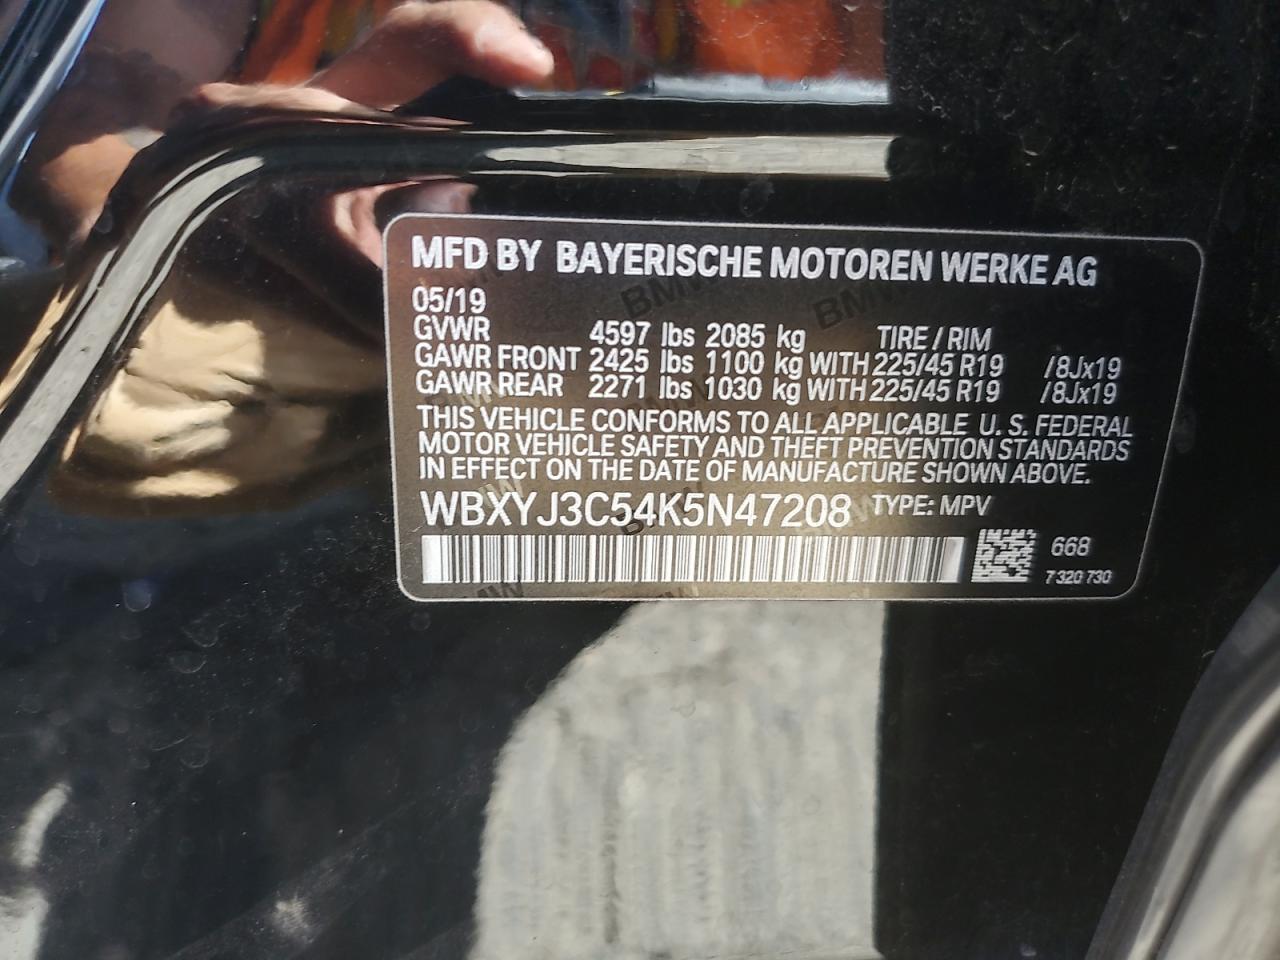 MFD BY BAYERISCHE MOTOREN WERKE AG
05/19
GVWR 4597 lbs 2085 kg TIRE / RIM
GAWR FRONT 2425 lbs 1100 kg WITH 225/45 R19 /8Jx19
GAWR REAR 2271 lbs 1030 kg WITH 225/45 R19 /8Jx19
THIS VEHICLE CONFORMS TO ALL APPLICABLE U. S. FEDERAL
MOTOR VEHICLE SAFETY AND THEFT PREVENTION STANDARDS
IN EFFECT ON THE DATE OF MANUFACTURE SHOWN ABOVE.
WBXYJ3C54K5N47208 TYPE: MPV
668
7 320 730